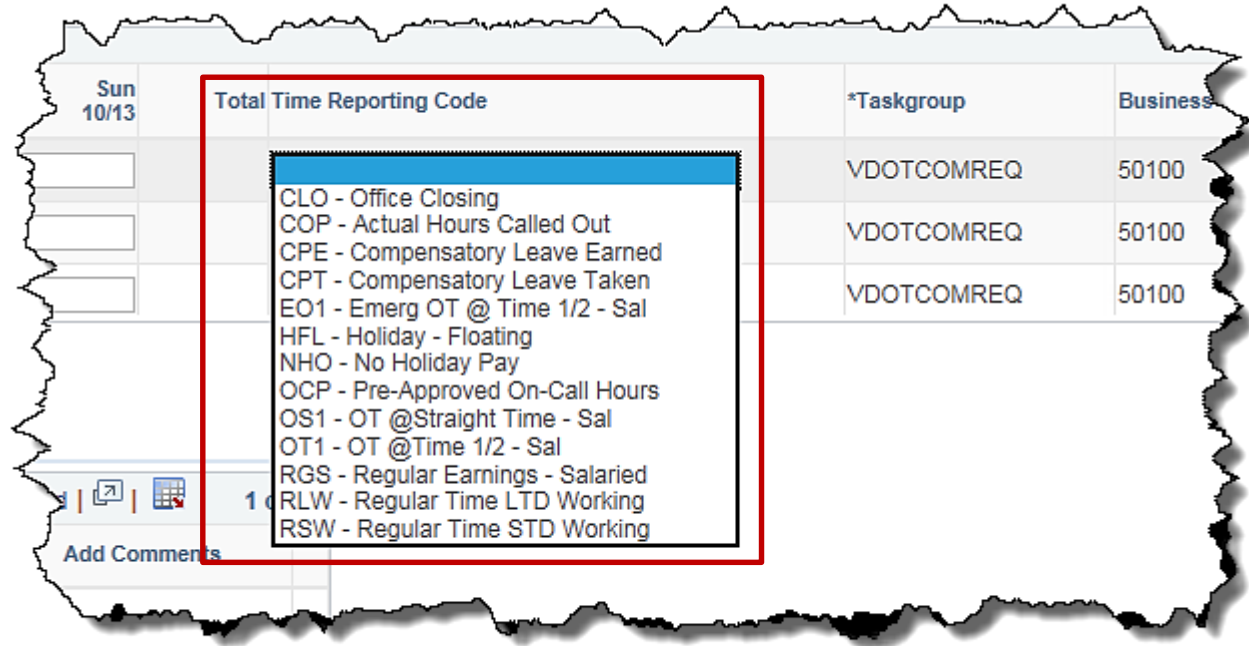 Sun
10/13
Total Time Reporting Code
*Taskgroup
Business
VDOTCOMREQ 50100
CLO - Office Closing
COP - Actual Hours Called Out
CPE - Compensatory Leave Earned
VDOTCOMREQ 50100
CPT - Compensatory Leave Taken
EO1 - Emerg OT @ Time 1/2 - Sal
VDOTCOMREQ 50100
HFL - Holiday - Floating
NHO - No Holiday Pay
OCP - Pre-Approved On-Call Hours
OS1 - OT @Straight Time - Sal
OT1 - OT @Time 1/2 - Sal
RGS - Regular Earnings - Salaried
1
RLW - Regular Time LTD Working
RSW - Regular Time STD Working
Add Comments